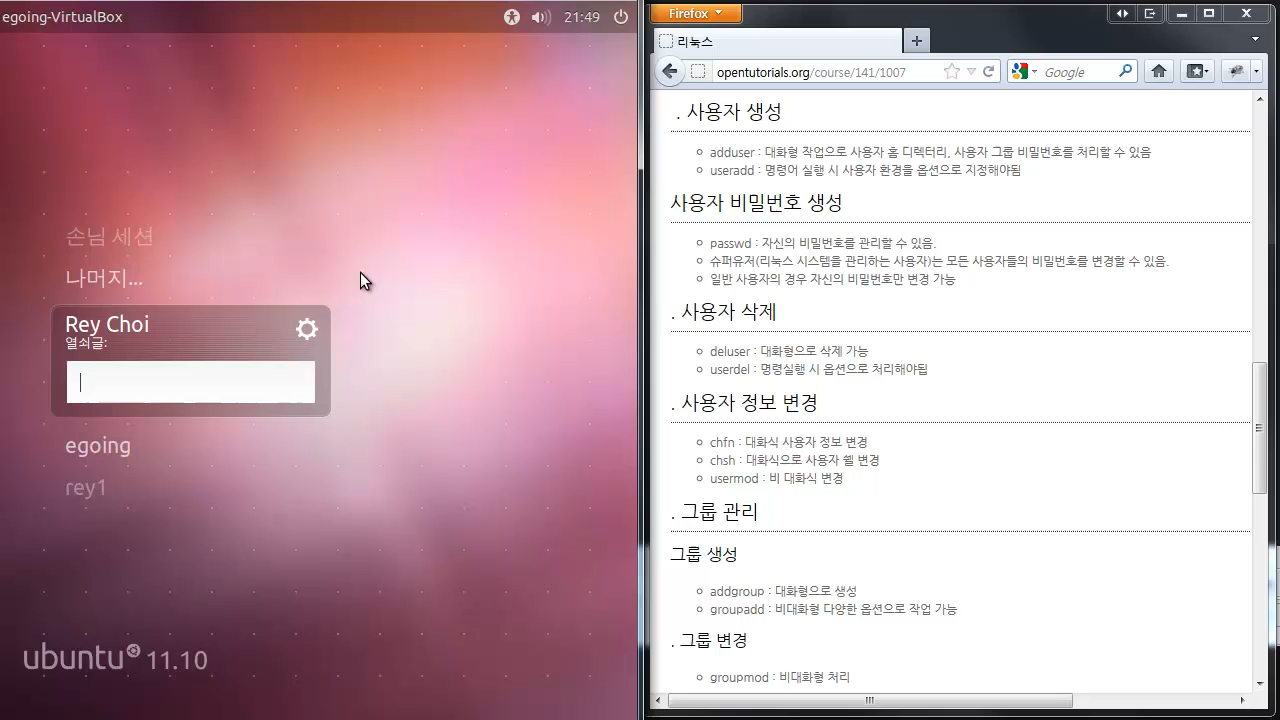 egoing-VirtualBox
21:49
손님 세션
나머지...
Rey Choi
열쇠글:
egoing
rey1
ubuntu 11.10
Firefox
리눅스
opentutorials.org/course/141/1007
Google
. 사용자 생성
adduser : 대화형 작업으로 사용자 홈 디렉터리, 사용자 그룹 비밀번호를 처리할 수 있음
useradd : 명령어 실행 시 사용자 환경을 옵션으로 지정해야됨
사용자 비밀번호 생성
passwd : 자신의 비밀번호를 관리할 수 있음.
슈퍼유저(리눅스 시스템을 관리하는 사용자)는 모든 사용자들의 비밀번호를 변경할 수 있음.
일반 사용자의 경우 자신의 비밀번호만 변경 가능
. 사용자 삭제
deluser : 대화형으로 삭제 가능
userdel : 명령실행 시 옵션으로 처리해야됩
. 사용자 정보 변경
chfn : 대화식 사용자 정보 변경
chsh : 대화식으로 사용자 쉘 변경
usermod : 비 대화식 변경
. 그룹 관리
그룹 생성
addgroup : 대화형으로 생성
groupadd : 비대화형 다양한 옵션으로 작업 가능
. 그룹 변경
groupmod : 비대화형 처리